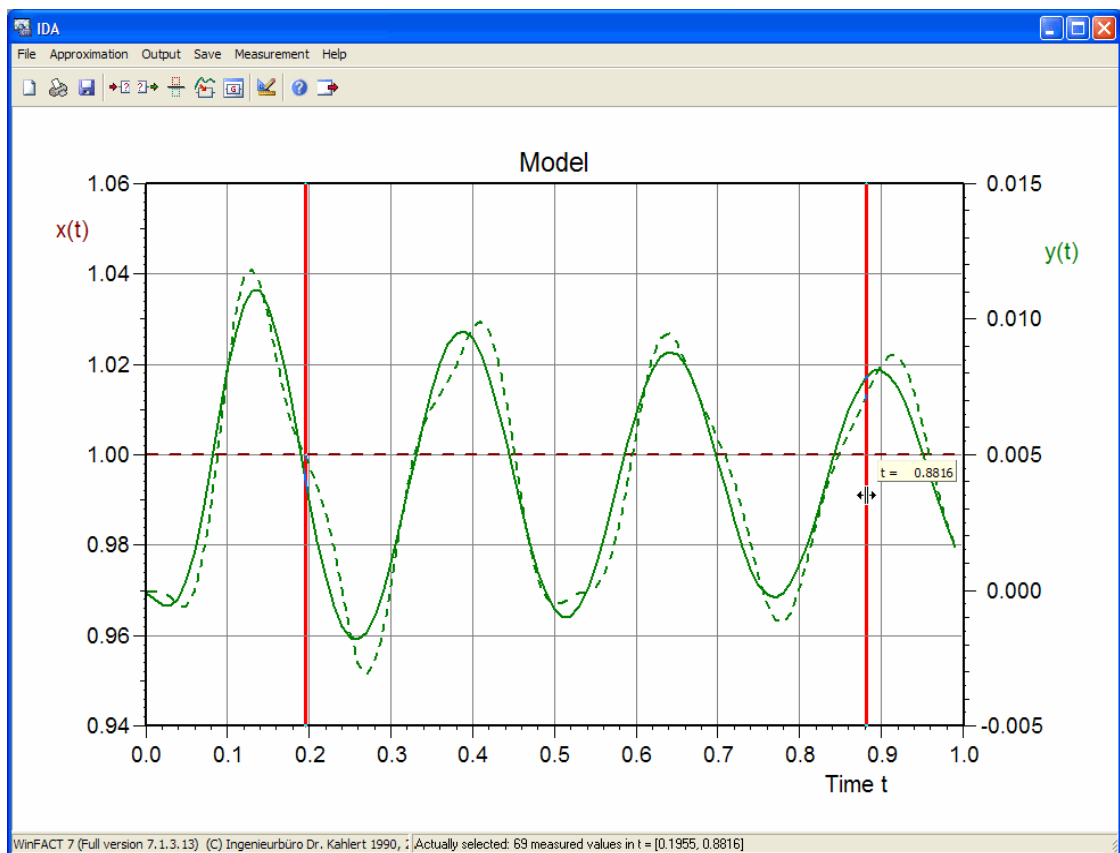 IDA
File Approximation Output Save Measurement Help
Model
x(t)
y(t)
1.06
1.04
1.02
1.00
0.98
0.96
0.94
0.015
0.010
0.005
0.000
-0.005
t = 0.8816
0.0 0.1 0.2 0.3 0.4 0.5 0.6 0.7 0.8 0.9 1.0
Time t
WinFACT 7 (Full version 7.1.3.13) (C) Ingenieurbüro Dr. Kahlert 1990,
Actually selected: 69 measured values in t = [0.1955, 0.8816]